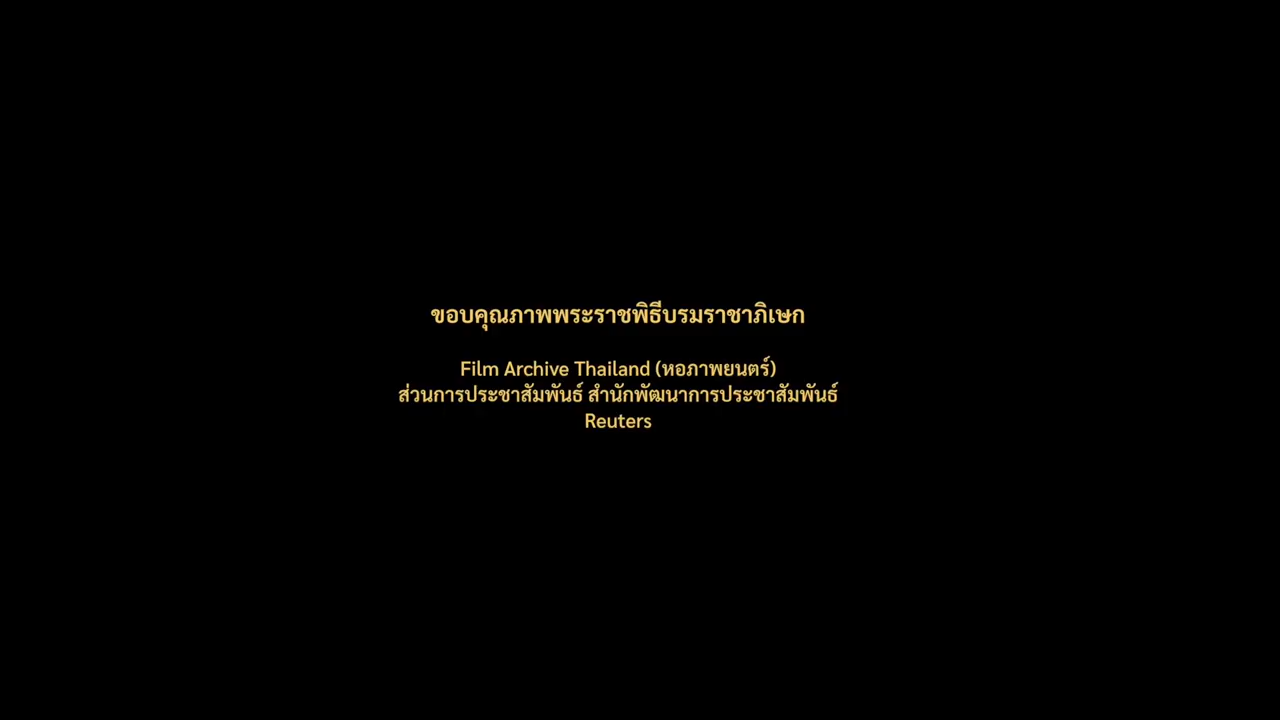 ขอบคุณภาพพระราชพิธีบรมราชาภิเษก
Film Archive Thailand (หอภาพยนตร์)
ส่วนการประชาสัมพันธ์ สำนักพัฒนาการประชาสัมพันธ์
Reuters